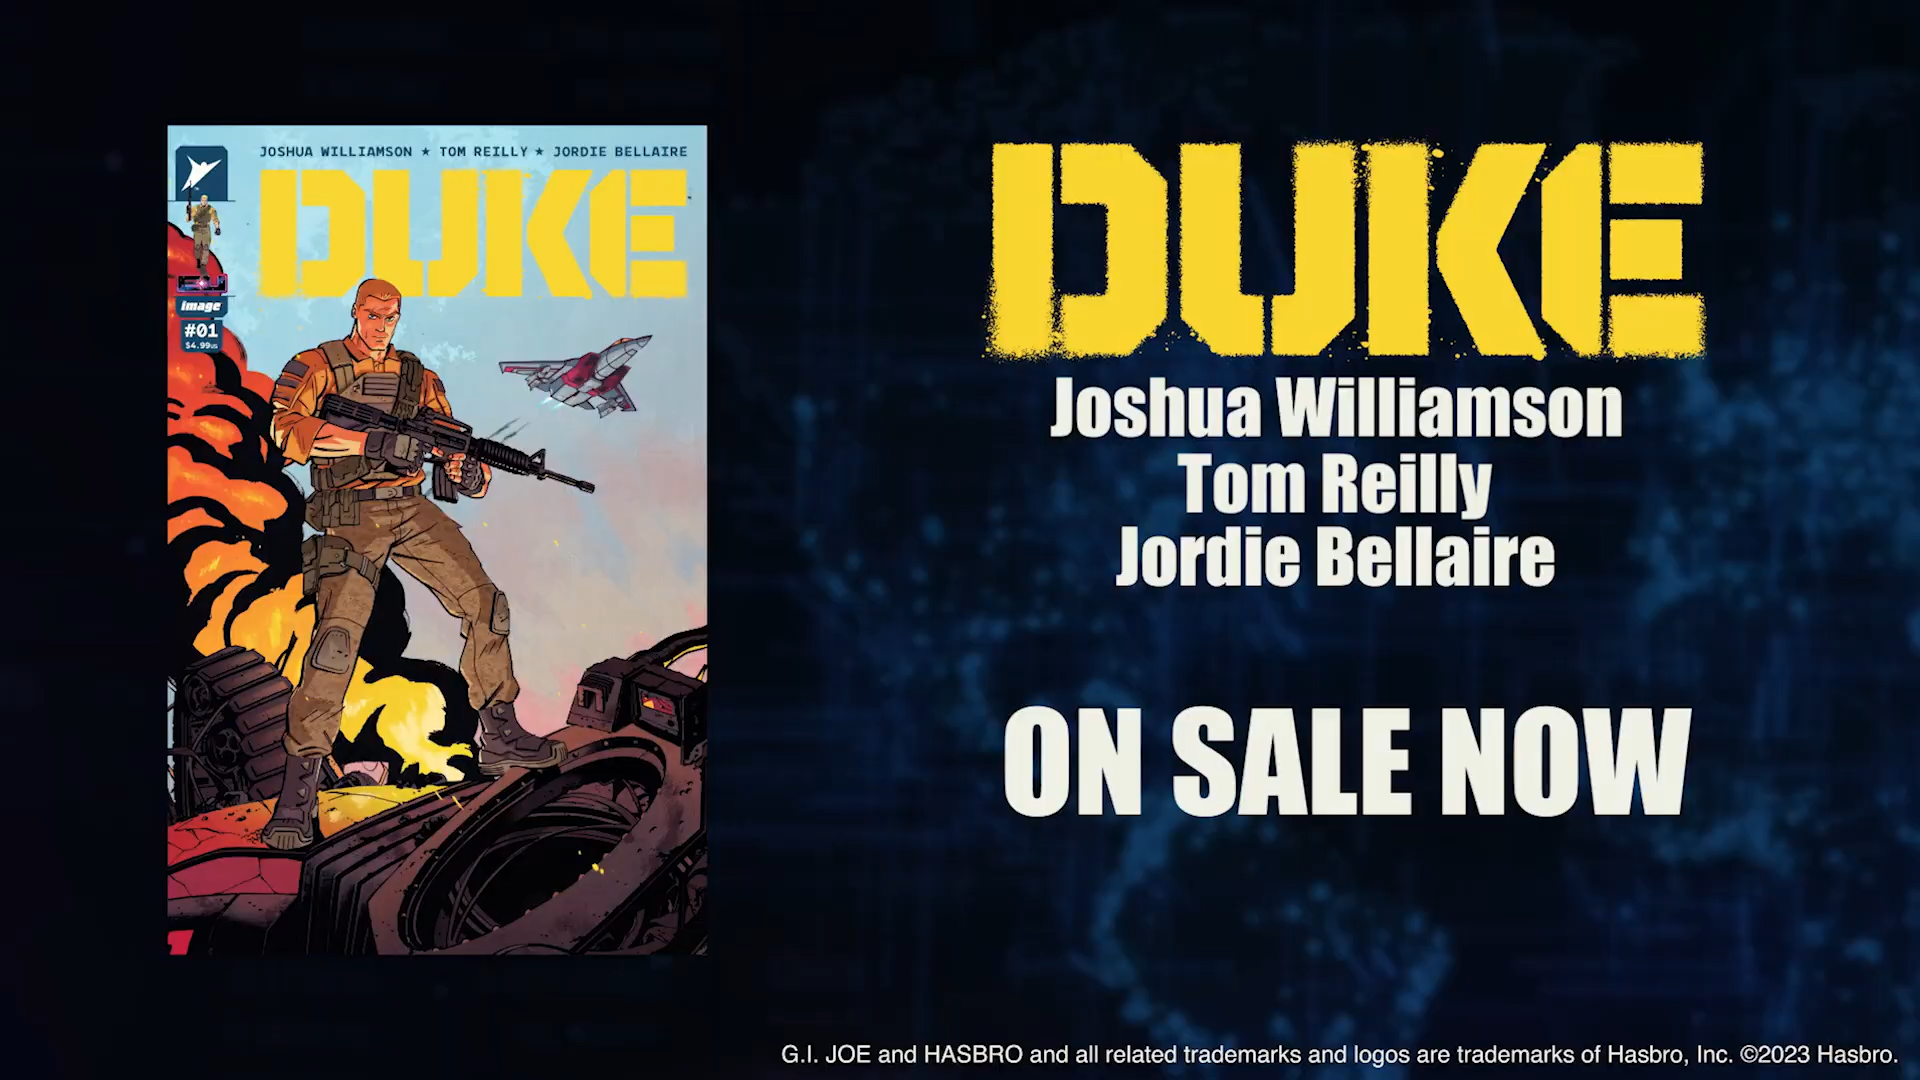 JOSHUA WILLIAMSON ★ TOM REILLY ★ JORDIE BELLAIRE
DUKE
image
#01
$4.99US
DUKE
Joshua Williamson
Tom Reilly
Jordie Bellaire
ON SALE NOW
G.I. JOE and HASBRO and all related trademarks and logos are trademarks of Hasbro, Inc. ©2023 Hasbro.